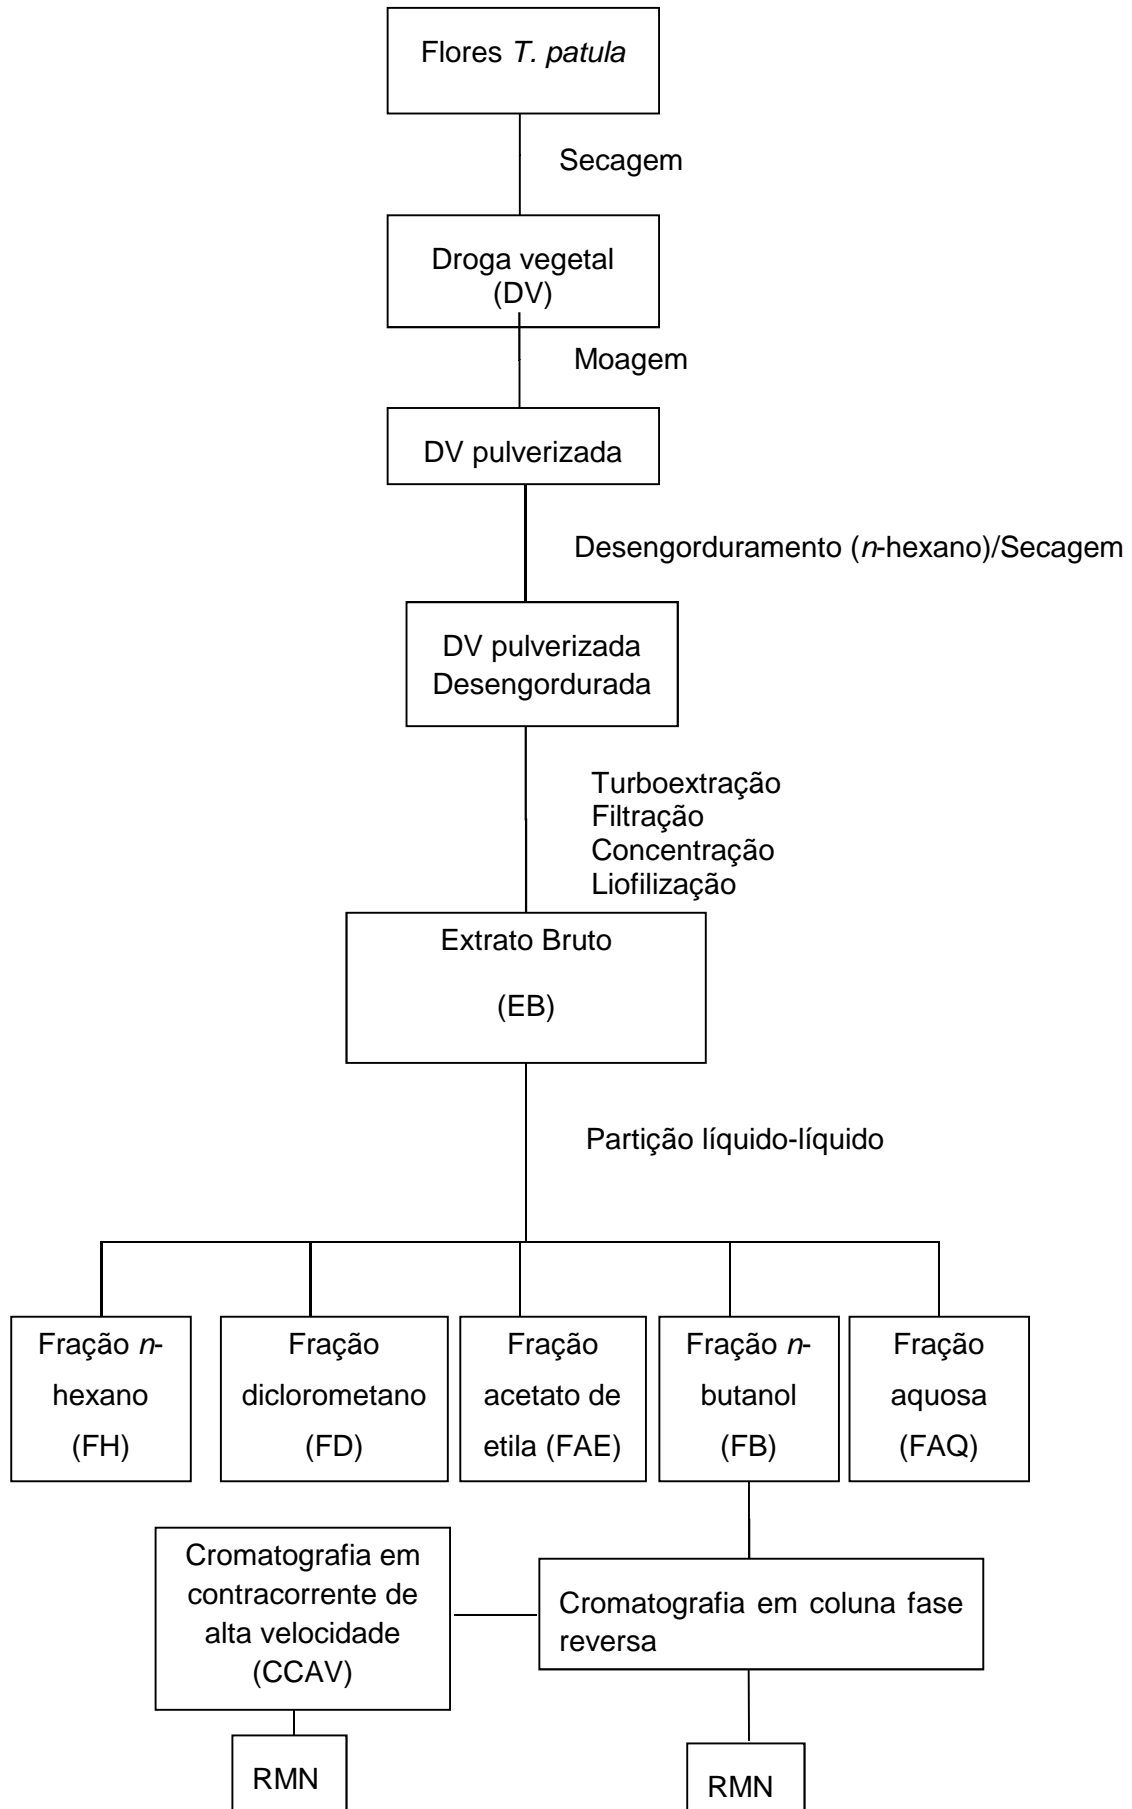 Flores T. patula
Secagem
Droga vegetal
(DV)
Moagem
DV pulverizada
Desengorduramento (n-hexano)/Secagem
DV pulverizada
Desengordurada
Turboextração
Filtração
Concentração
Liofilização
Extrato Bruto
(EB)
Partição líquido-líquido
Fração n-
hexano
(FH)
Fração
diclorometano
(FD)
Fração
acetato de
etila (FAE)
Fração n-
butanol
(FB)
Fração
aquosa
(FAQ)
Cromatografia em
contracorrente de
alta velocidade
(CCAV)
Cromatografia em coluna fase
reversa
RMN
RMN